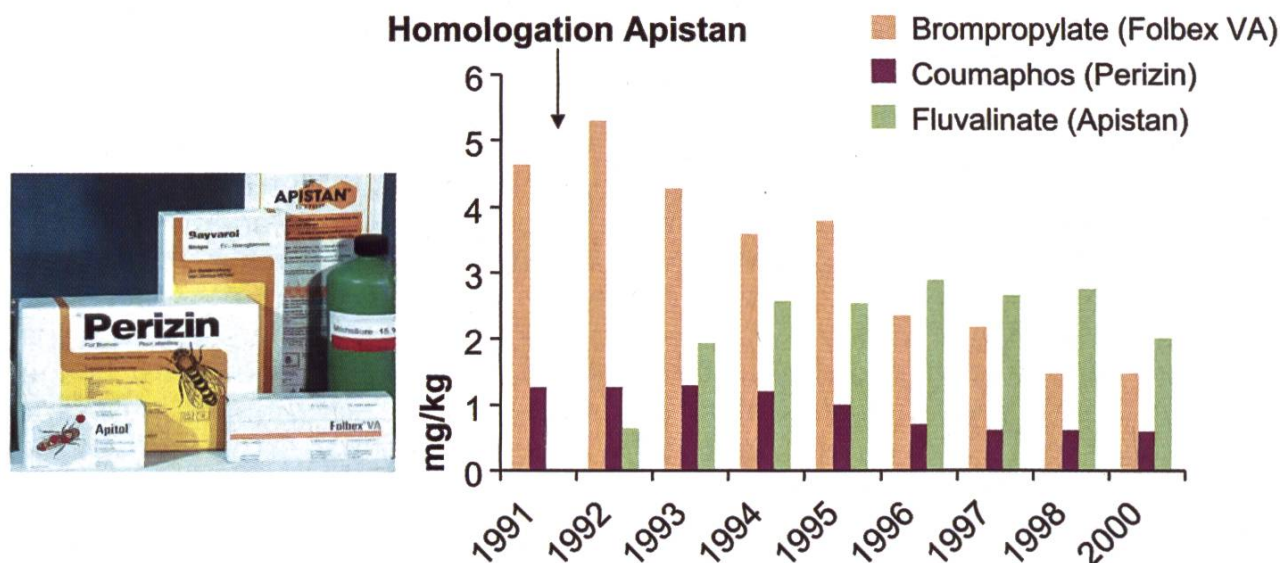 Homologation Apistan
Brompropylate (Folbex VA)
Coumaphos (Perizin)
Fluvalinate (Apistan)
6
5
4
3
2
1
0
mg/kg
1991
1992
1993
1994
1995
1996
1997
1998
2000
APISTAN
Bayvarol
Perizin
Apitol
Folbex VA